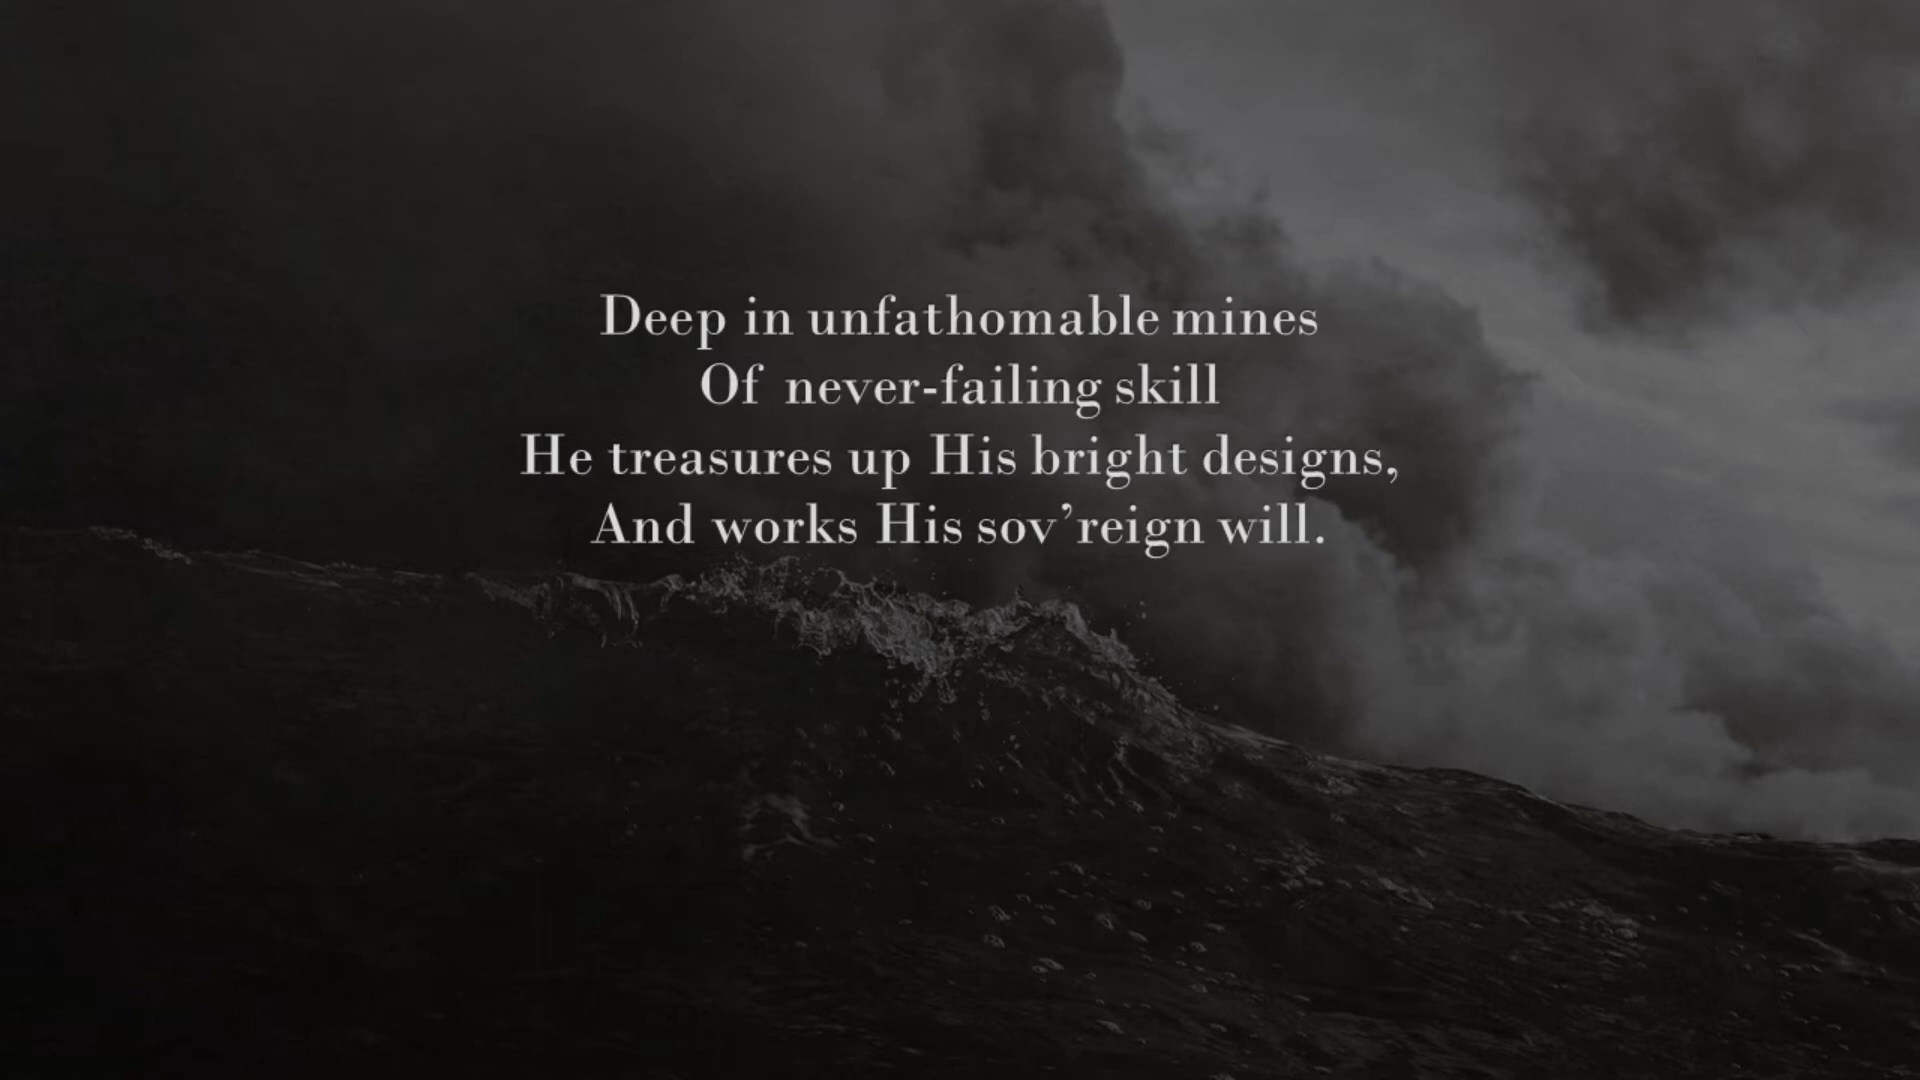 Deep in unfathomable mines
Of never-failing skill
He treasures up His bright designs,
And works His sov’reign will.